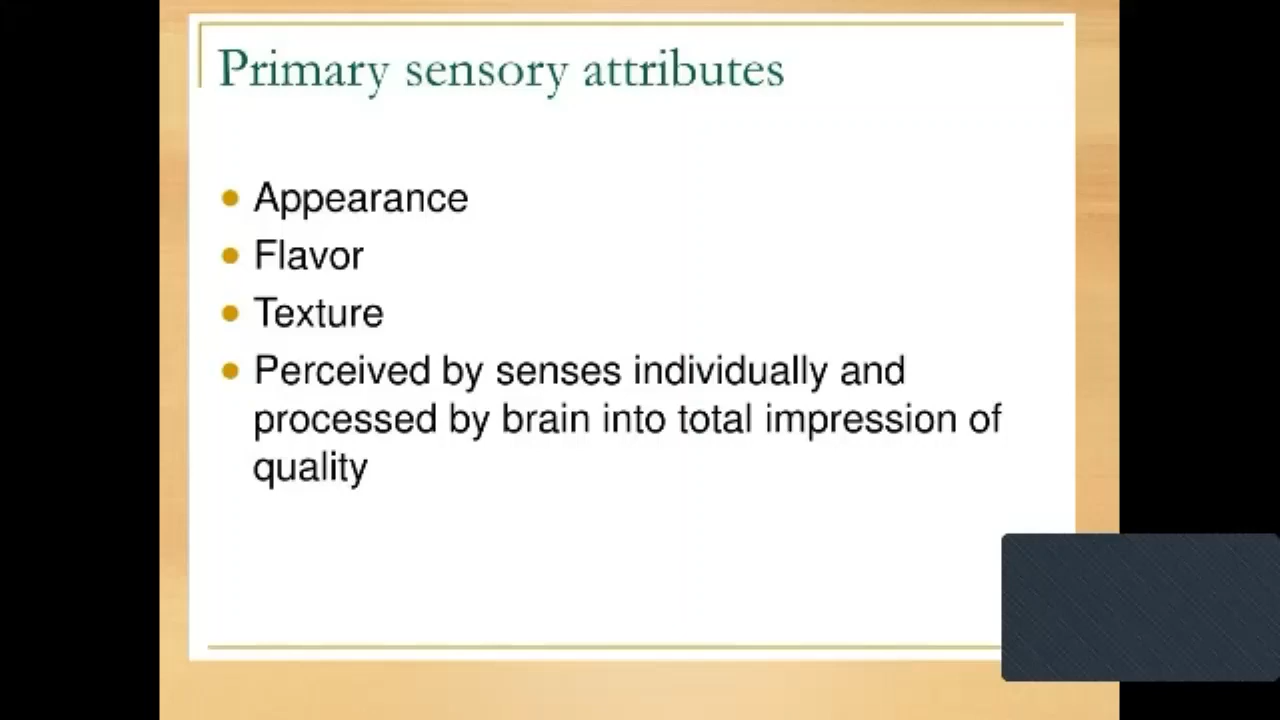 Primary sensory attributes
Appearance
Flavor
Texture
Perceived by senses individually and
processed by brain into total impression of
quality